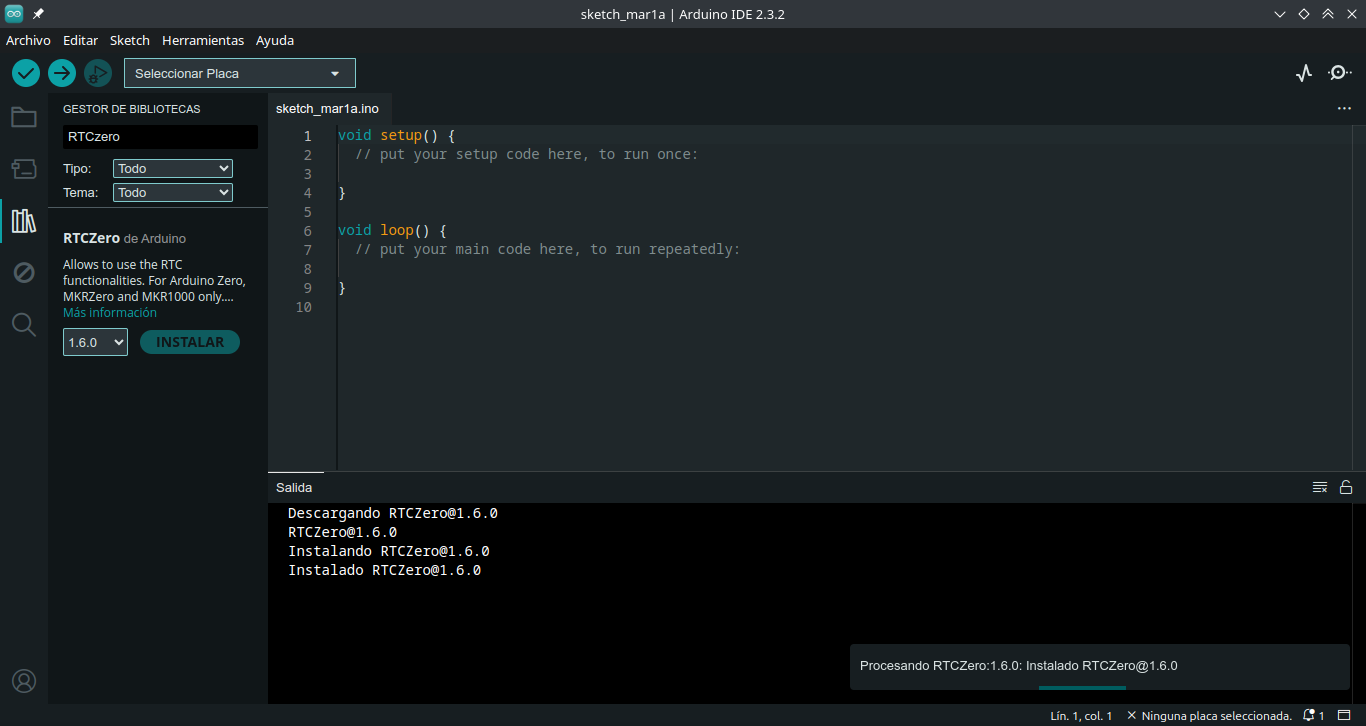 sketch_mar1a | Arduino IDE 2.3.2
Archivo Editar Sketch Herramientas Ayuda
Seleccionar Placa
GESTOR DE BIBLIOTECAS
RTCzero
Tipo: Todo
Tema: Todo
RTCZero de Arduino
Allows to use the RTC
functionalities. For Arduino Zero,
MKRZero and MKR1000 only....
Más información
1.6.0 INSTALAR
sketch_mar1a.ino
1 void setup() {
2 // put your setup code here, to run once:
3
4 }
5
6 void loop() {
7 // put your main code here, to run repeatedly:
8
9 }
10
Salida
Descargando RTCZero@1.6.0
RTCZero@1.6.0
Instalando RTCZero@1.6.0
Instalado RTCZero@1.6.0
Procesando RTCZero:1.6.0: Instalado RTCZero@1.6.0
Lín. 1, col. 1 × Ninguna placa seleccionada. 1